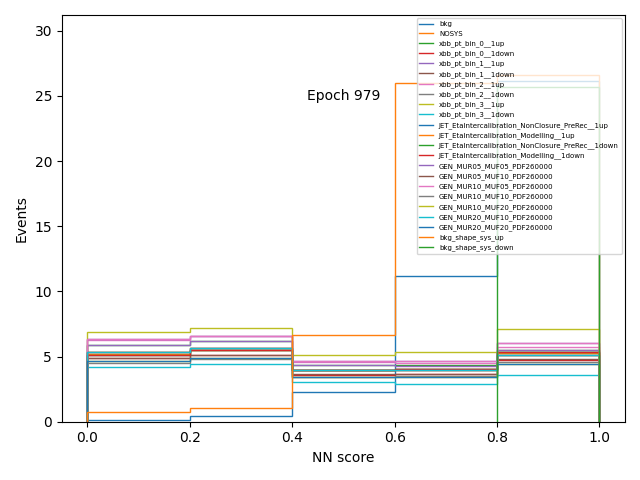 30
25
20
15
10
5
0
Events
0.0 0.2 0.4 0.6 0.8 1.0
NN score
Epoch 979
bkg
NOSYS
xbb_pt_bin_0__1up
xbb_pt_bin_0__1down
xbb_pt_bin_1__1up
xbb_pt_bin_1__1down
xbb_pt_bin_2__1up
xbb_pt_bin_2__1down
xbb_pt_bin_3__1up
xbb_pt_bin_3__1down
JET_EtaIntercalibration_NonClosure_PreRec__1up
JET_EtaIntercalibration_Modelling__1up
JET_EtaIntercalibration_NonClosure_PreRec__1down
JET_EtaIntercalibration_Modelling__1down
GEN_MUR05_MUF05_PDF260000
GEN_MUR05_MUF10_PDF260000
GEN_MUR10_MUF05_PDF260000
GEN_MUR10_MUF10_PDF260000
GEN_MUR10_MUF20_PDF260000
GEN_MUR20_MUF10_PDF260000
GEN_MUR20_MUF20_PDF260000
bkg_shape_sys_up
bkg_shape_sys_down